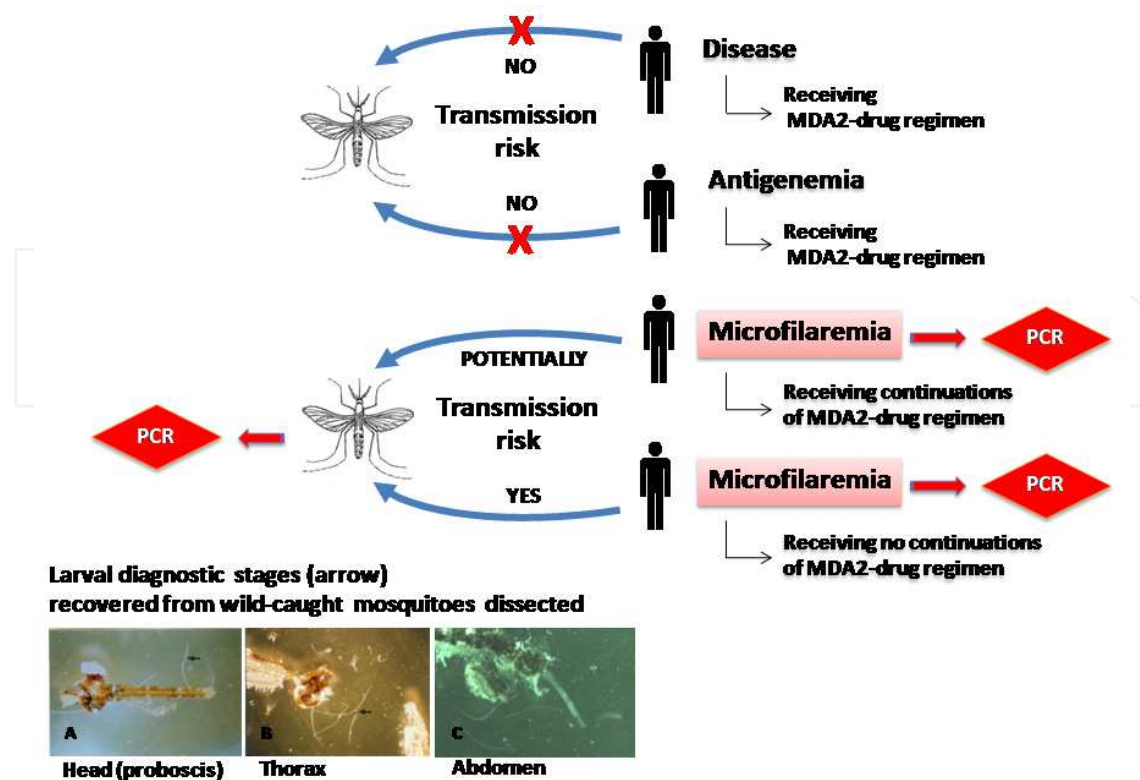 X
NO
Disease
Receiving
MDA2-drug regimen
Transmission
risk
NO
X
Antigenemia
Receiving
MDA2-drug regimen
POTENTIALLY
Microfilaremia
PCR
Receiving continuations
of MDA2-drug regimen
Transmission
risk
PCR
YES
Microfilaremia
PCR
Receiving no continuations
of MDA2-drug regimen
Larval diagnostic stages (arrow)
recovered from wild-caught mosquitoes dissected
A
B
C
Head (proboscis)
Thorax
Abdomen